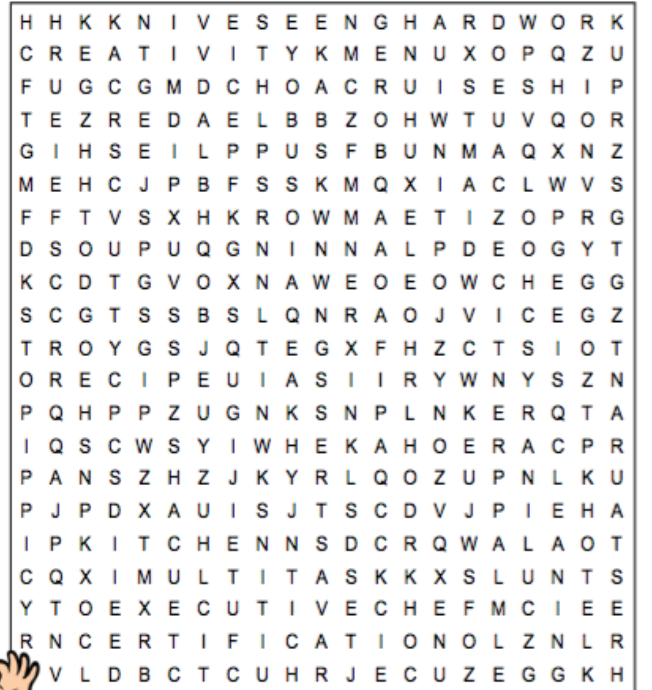 H H K K N I V E S E E N G H A R D W O R K
C R E A T I V I T Y K M E N U X O P Q Z U
F U G C G M D C H O A C R U I S E S H I P
T E Z R E D A E L B B Z O H W T U V Q O R
G I H S E I L P P U S F B U N M A Q X N Z
M E H C J P B F S S K M Q X I A C L W V S
F F T V S X H K R O W M A E T I Z O P R G
D S O U P U Q G N I N N A L P D E O G Y T
K C D T G V O X N A W E O E O W C H E G G
S C G T S S B S L Q N R A O J V I C E G Z
T R O Y G S J Q T E G X F H Z C T S I O T
O R E C I P E U I A S I I R Y W N Y S Z N
P Q H P P Z U G N K S N P L N K E R Q T A
I Q S C W S Y I W H E K A H O E R A C P R
P A N S Z H Z J K Y R L Q O Z U P N L K U
P J P D X A U I S J T S C D V J P I E H A
I P K I T C H E N N S D C R Q W A L A O T
C Q X I M U L T I T A S K K X S L U N T S
Y T O E X E C U T I V E C H E F M C I E E
R N C E R T I F I C A T I O N O L Z N L R
V L D B C T C U H R J E C U Z E G G K H